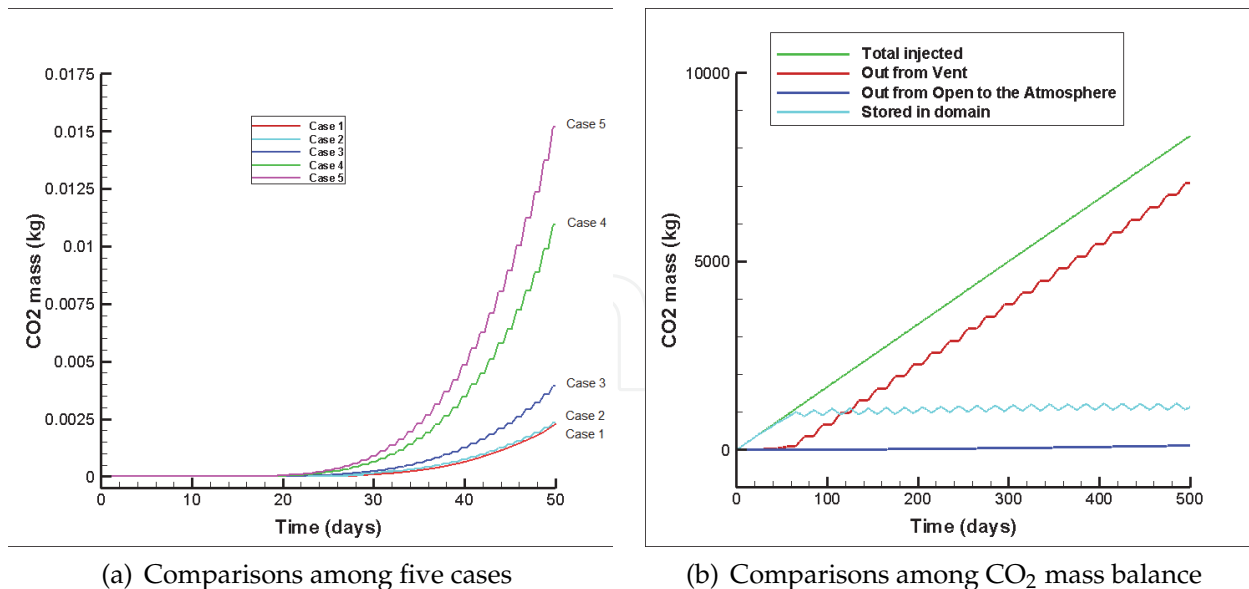 0.0175
0.015
0.0125
0.01
0.0075
0.005
0.0025
0
CO2 mass (kg)
Case 1
Case 2
Case 3
Case 4
Case 5
Case 5
Case 4
Case 3
Case 2
Case 1
0 10 20 30 40 50
Time (days)
(a) Comparisons among five cases
Total injected
Out from Vent
Out from Open to the Atmosphere
Stored in domain
10000
5000
0
CO2 mass (kg)
0 100 200 300 400 500
Time (days)
(b) Comparisons among CO₂ mass balance